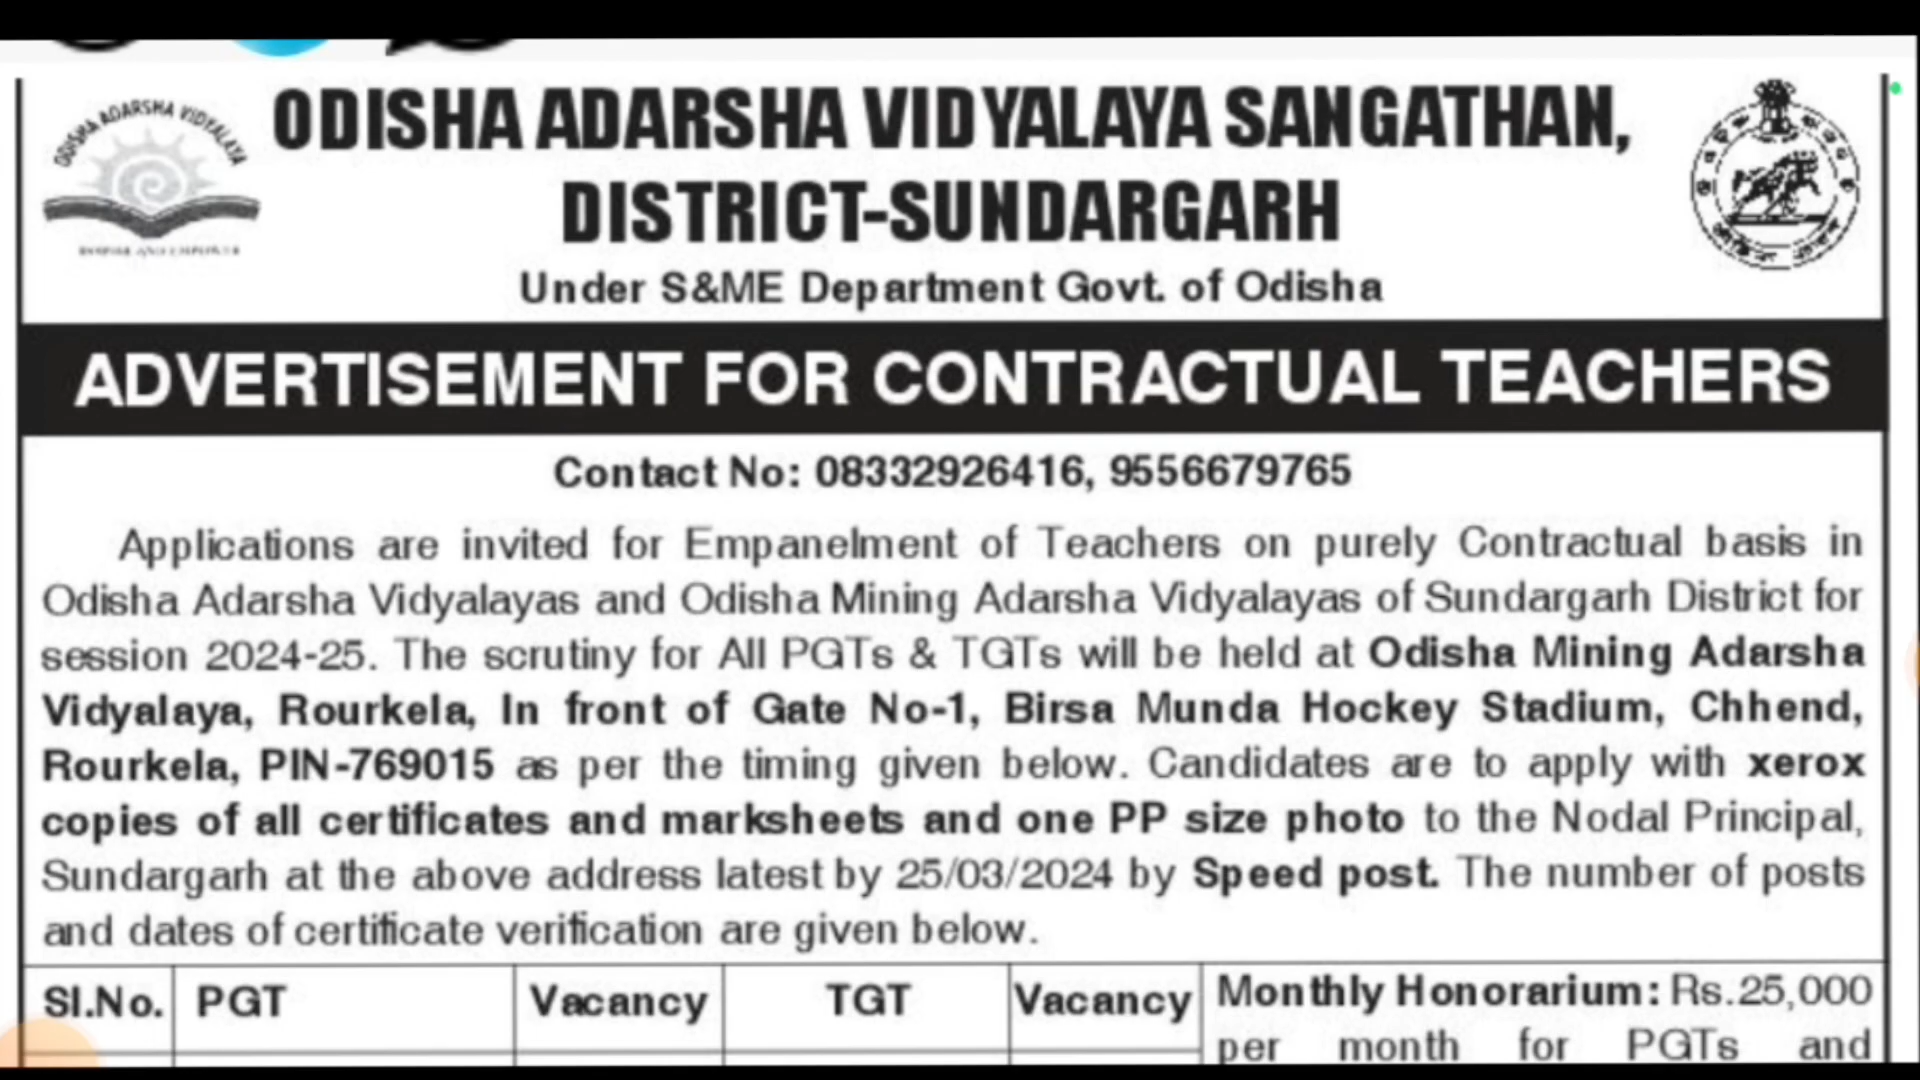 ODISHA ADARSHA VIDYALAYA
ODISHA ADARSHA VIDYALAYA SANGATHAN,
DISTRICT-SUNDARGARH
Under S&ME Department Govt. of Odisha
ADVERTISEMENT FOR CONTRACTUAL TEACHERS
Contact No: 08332926416, 9556679765
Applications are invited for Empanelment of Teachers on purely Contractual basis in
Odisha Adarsha Vidyalayas and Odisha Mining Adarsha Vidyalayas of Sundargarh District for
session 2024-25. The scrutiny for All PGTs & TGTs will be held at Odisha Mining Adarsha
Vidyalaya, Rourkela, In front of Gate No-1, Birsa Munda Hockey Stadium, Chhend,
Rourkela, PIN-769015 as per the timing given below. Candidates are to apply with xerox
copies of all certificates and marksheets and one PP size photo to the Nodal Principal,
Sundargarh at the above address latest by 25/03/2024 by Speed post. The number of posts
and dates of certificate verification are given below.
Sl.No. PGT Vacancy TGT Vacancy Monthly Honorarium: Rs.25,000
per month for PGTs and